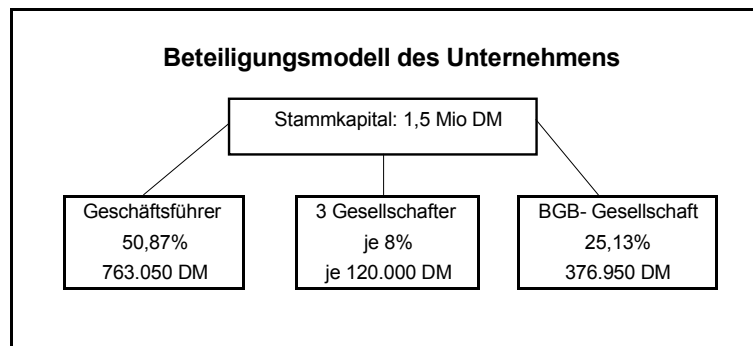 Beteiligungsmodell des Unternehmens
Stammkapital: 1,5 Mio DM
Geschäftsführer
50,87%
763.050 DM
3 Gesellschafter
je 8%
je 120.000 DM
BGB- Gesellschaft
25,13%
376.950 DM